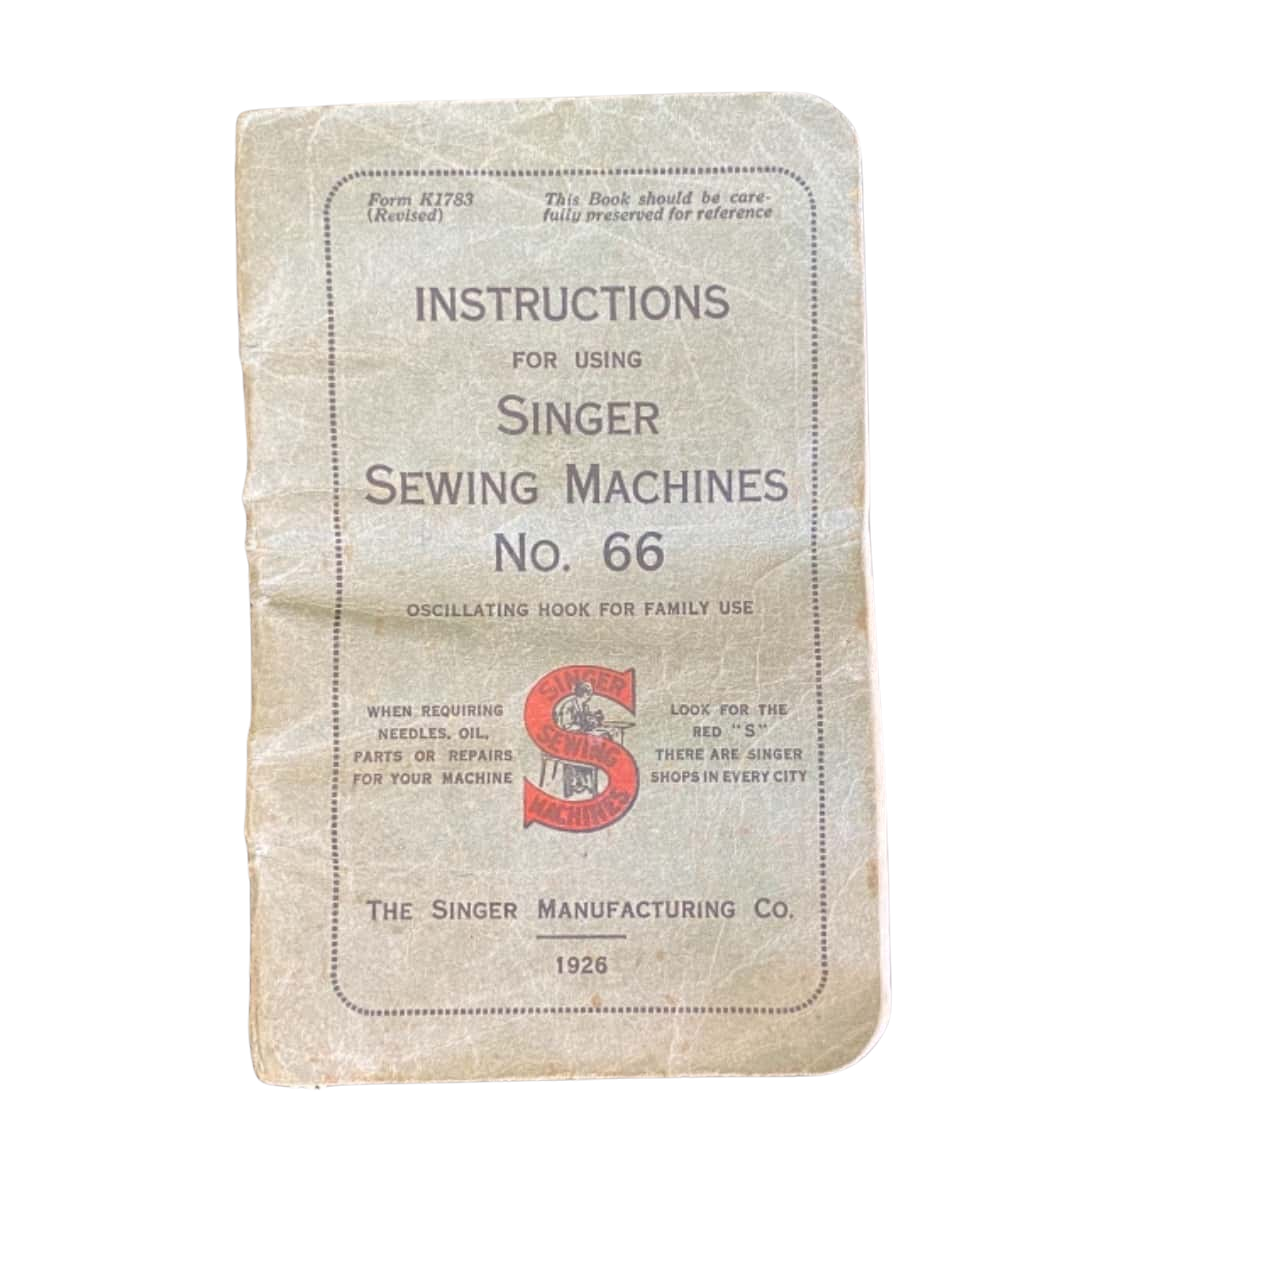 Form K1783
(Revised)
This Book should be care-
fully preserved for reference
INSTRUCTIONS
FOR USING
SINGER
SEWING MACHINES
No. 66
OSCILLATING HOOK FOR FAMILY USE
WHEN REQUIRING
NEEDLES, OIL,
PARTS OR REPAIRS
FOR YOUR MACHINE
SINGER
SEWING
MACHINES
LOOK FOR THE
RED "S"
THERE ARE SINGER
SHOPS IN EVERY CITY
THE SINGER MANUFACTURING CO.
1926